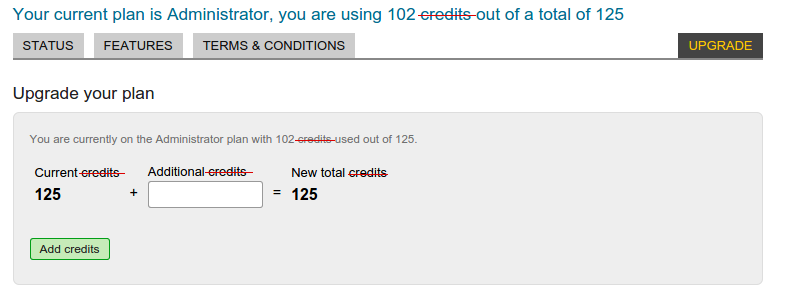 Your current plan is Administrator, you are using 102 credits out of a total of 125
STATUS FEATURES TERMS & CONDITIONS UPGRADE
Upgrade your plan
You are currently on the Administrator plan with 102 credits used out of 125.
Current credits Additional credits New total credits
125 + = 125
Add credits